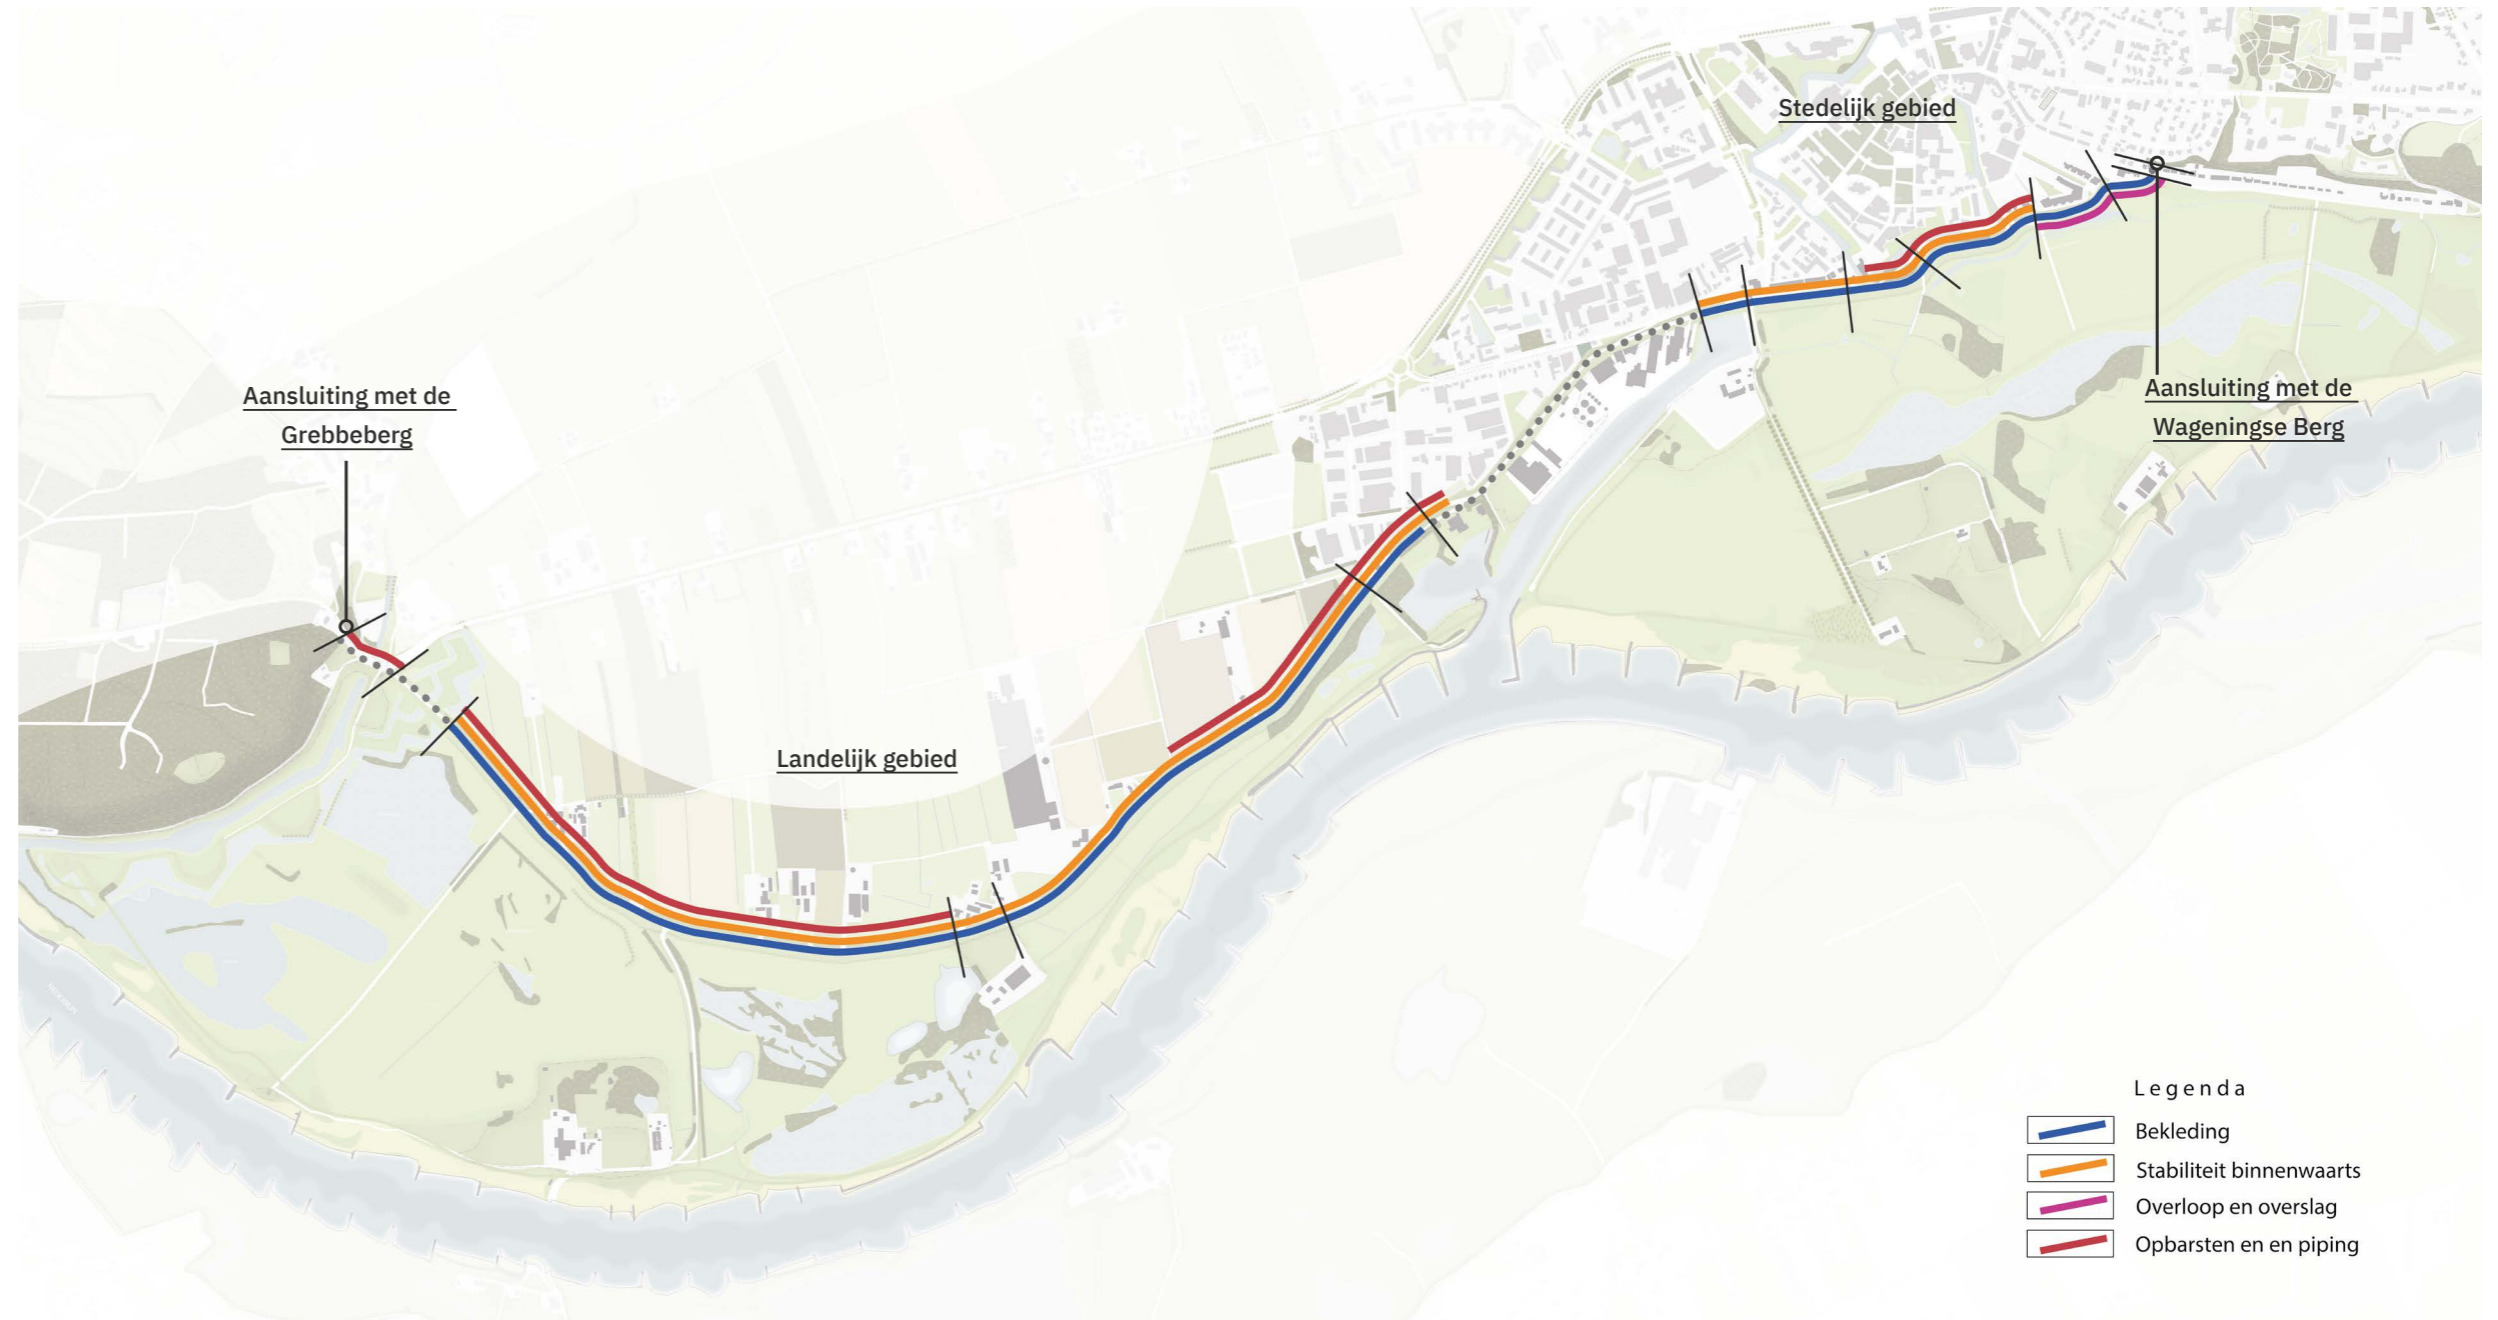 Stedelijk gebied
Aansluiting met de
Grebbeberg
Aansluiting met de
Wageningse Berg
Landelijk gebied
Legenda
Bekleding
Stabiliteit binnenwaarts
Overloop en overslag
Opbarsten en en piping